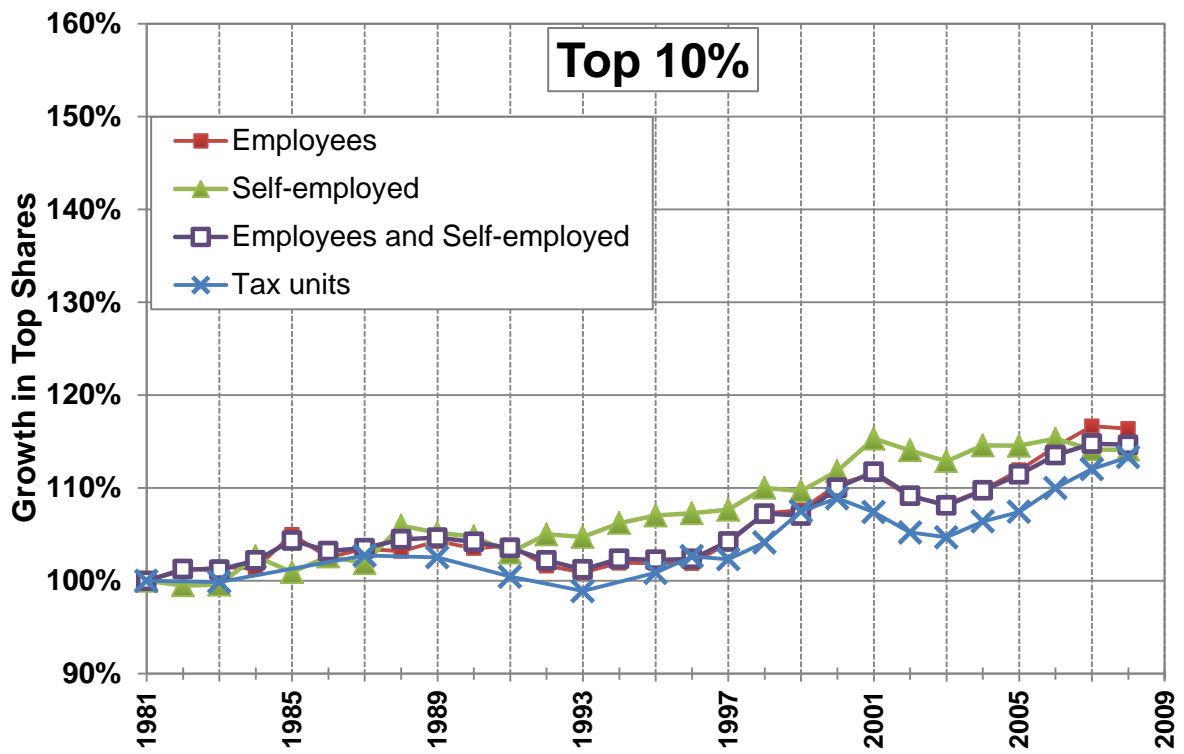 Top 10%
160%
150%
140%
130%
120%
110%
100%
90%
Growth in Top Shares
Employees
Self-employed
Employees and Self-employed
Tax units
1981
1985
1989
1993
1997
2001
2005
2009